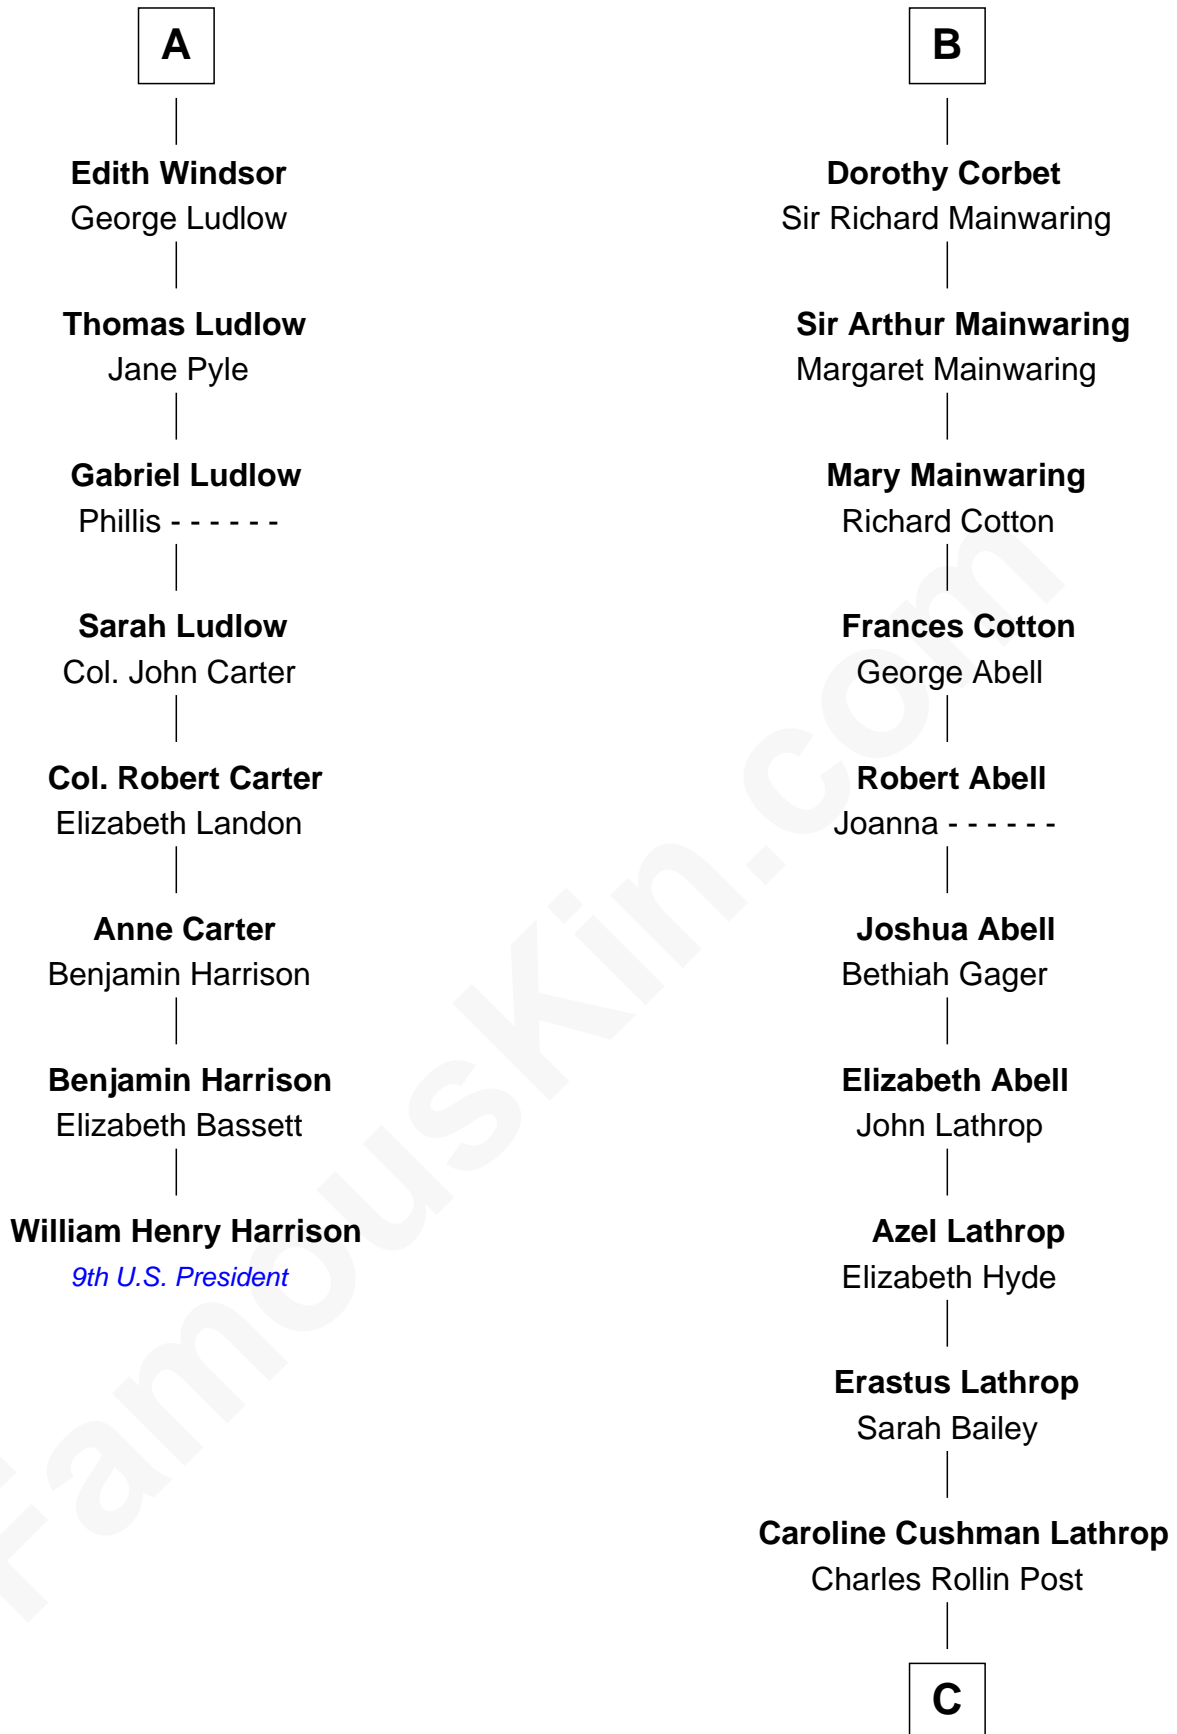 A
Edith Windsor
George Ludlow
Thomas Ludlow
Jane Pyle
Gabriel Ludlow
Phillis - - - - - -
Sarah Ludlow
Col. John Carter
Col. Robert Carter
Elizabeth Landon
Anne Carter
Benjamin Harrison
Benjamin Harrison
Elizabeth Bassett
William Henry Harrison
9th U.S. President
B
Dorothy Corbet
Sir Richard Mainwaring
Sir Arthur Mainwaring
Margaret Mainwaring
Mary Mainwaring
Richard Cotton
Frances Cotton
George Abell
Robert Abell
Joanna - - - - - -
Joshua Abell
Bethiah Gager
Elizabeth Abell
John Lathrop
Azel Lathrop
Elizabeth Hyde
Erastus Lathrop
Sarah Bailey
Caroline Cushman Lathrop
Charles Rollin Post
C
FamousKin.com